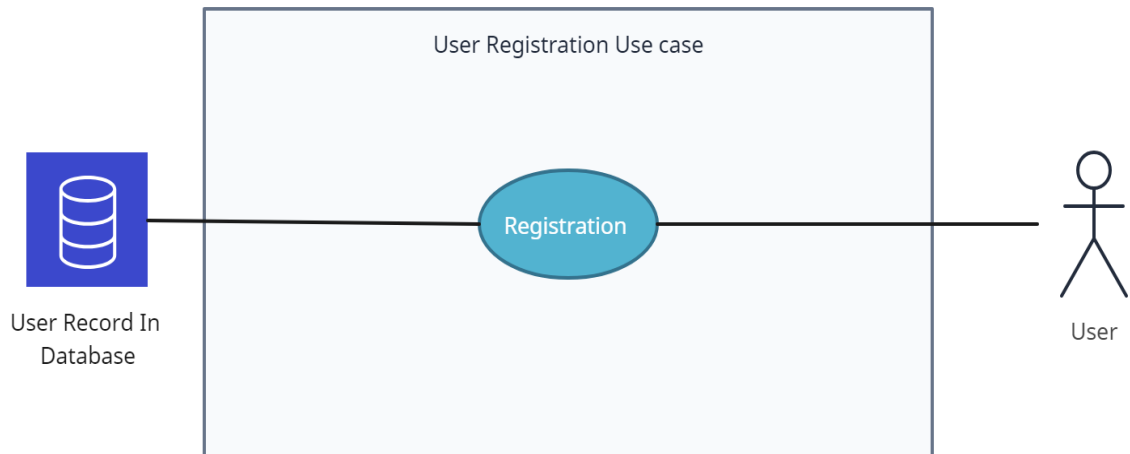 User Registration Use case
Registration
User Record In
Database
User